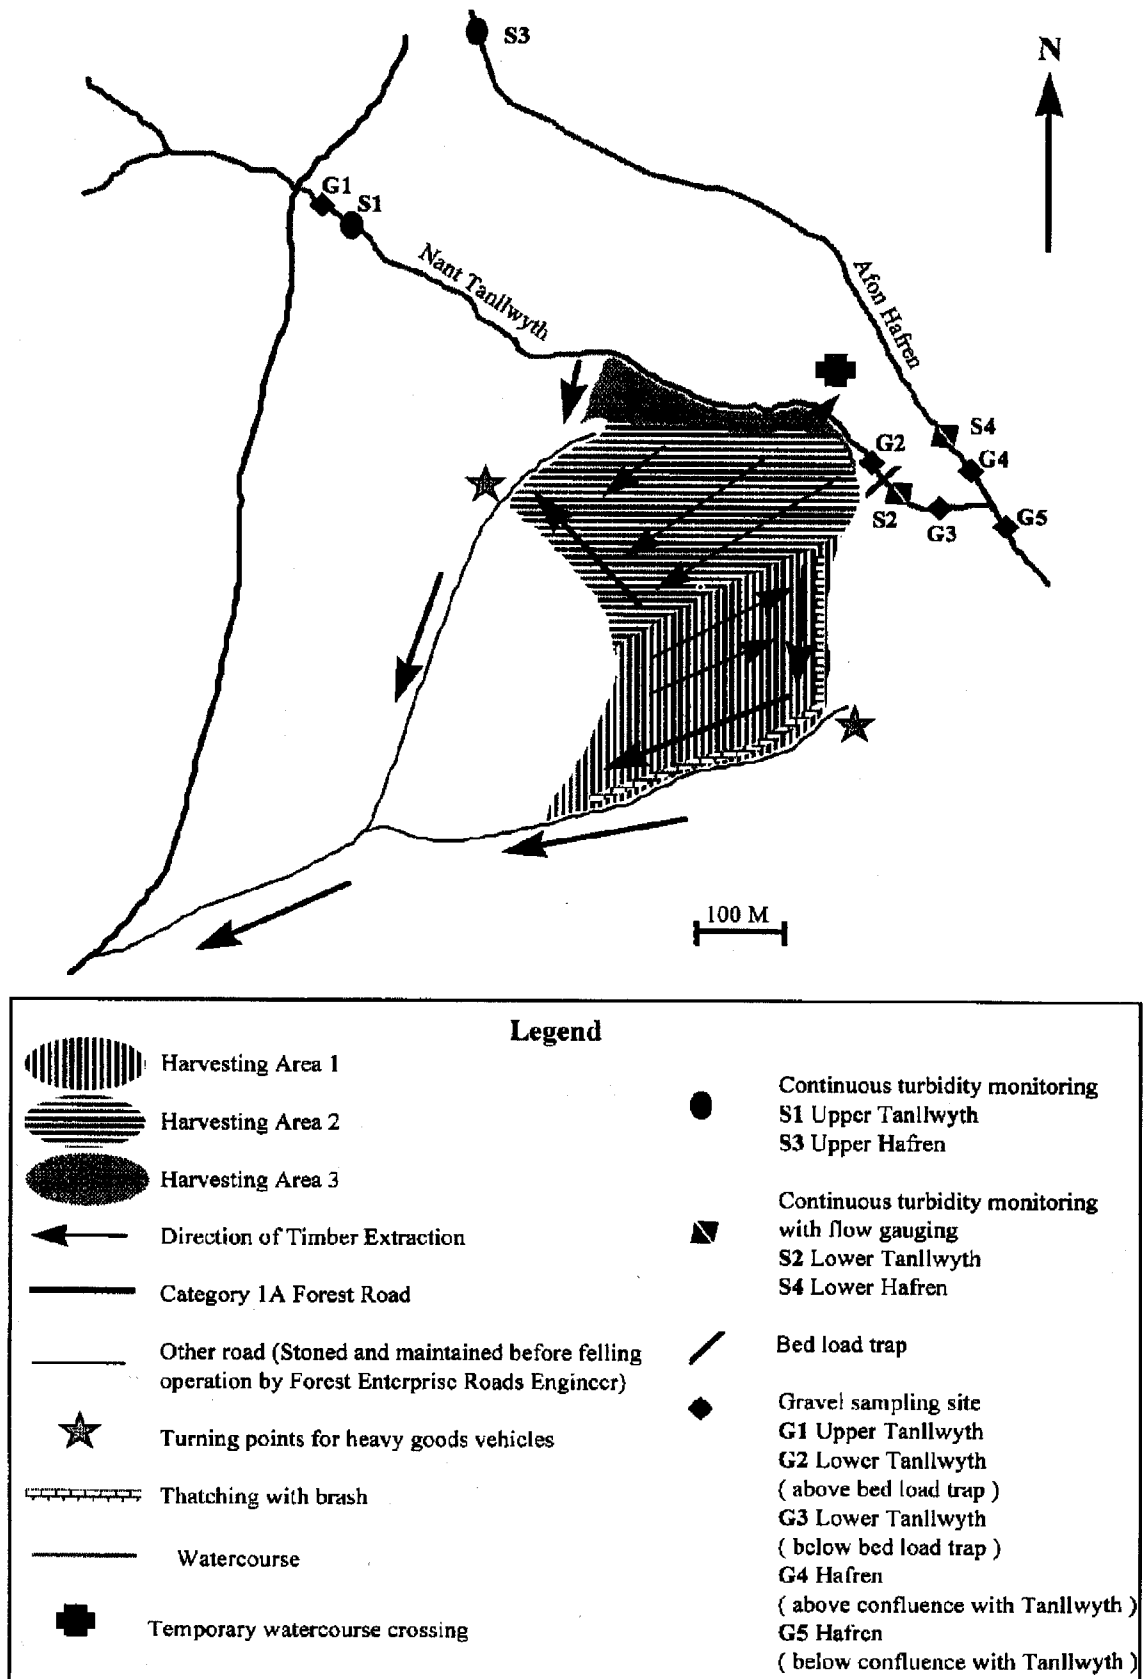 S3
N
G1
S1
Nant Tanllwyth
Afon Hafren
S4
G2
G4
S2
G3
G5
100 M
Legend
Harvesting Area 1
Harvesting Area 2
Harvesting Area 3
Direction of Timber Extraction
Category 1A Forest Road
Other road (Stoned and maintained before felling
operation by Forest Enterprise Roads Engineer)
Turning points for heavy goods vehicles
Thatching with brash
Watercourse
Temporary watercourse crossing
Continuous turbidity monitoring
S1 Upper Tanllwyth
S3 Upper Hafren
Continuous turbidity monitoring
with flow gauging
S2 Lower Tanllwyth
S4 Lower Hafren
Bed load trap
Gravel sampling site
G1 Upper Tanllwyth
G2 Lower Tanllwyth
( above bed load trap )
G3 Lower Tanllwyth
( below bed load trap )
G4 Hafren
( above confluence with Tanllwyth )
G5 Hafren
( below confluence with Tanllwyth )